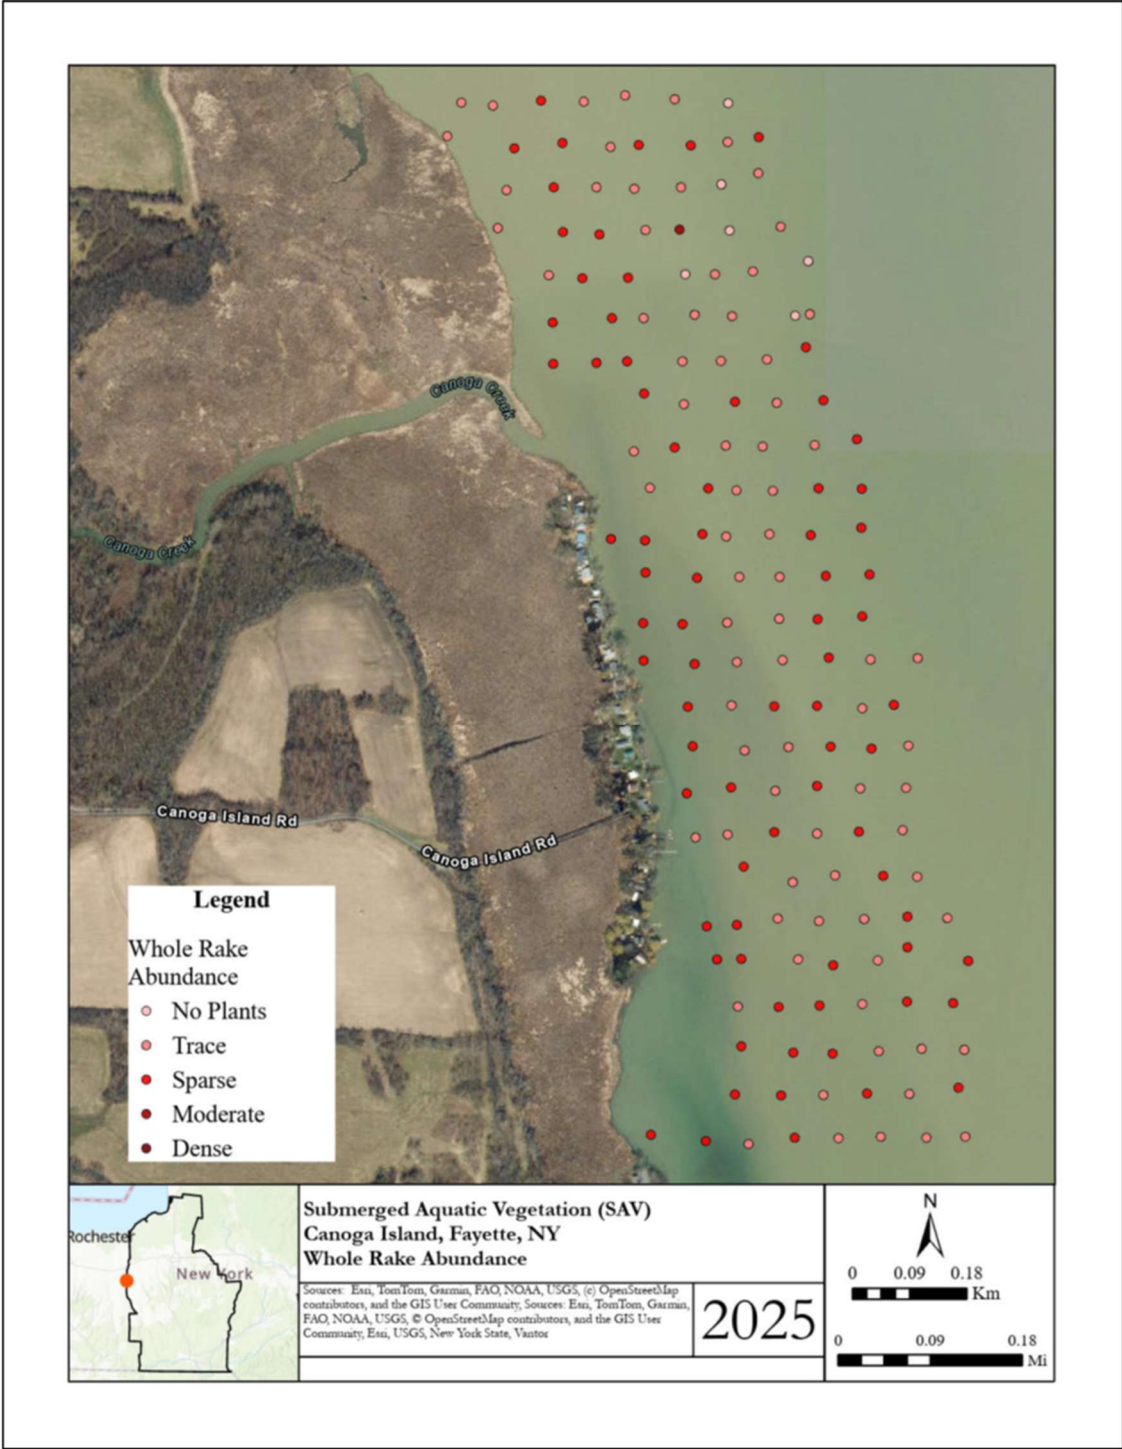 Canoga Creek
Canoga Creek
Canoga Island Rd
Canoga Island Rd
Legend
Whole Rake
Abundance
No Plants
Trace
Sparse
Moderate
Dense
Rochester
New York
Submerged Aquatic Vegetation (SAV)
Canoga Island, Fayette, NY
Whole Rake Abundance
Sources: Esri, TomTom, Garmin, FAO, NOAA, USGS, (c) OpenStreetMap
contributors, and the GIS User Community, Sources: Esri, TomTom, Garmin,
FAO, NOAA, USGS, © OpenStreetMap contributors, and the GIS User
Community, Esri, USGS, New York State, Vantor
2025
N
0 0.09 0.18
Km
0 0.09 0.18
Mi